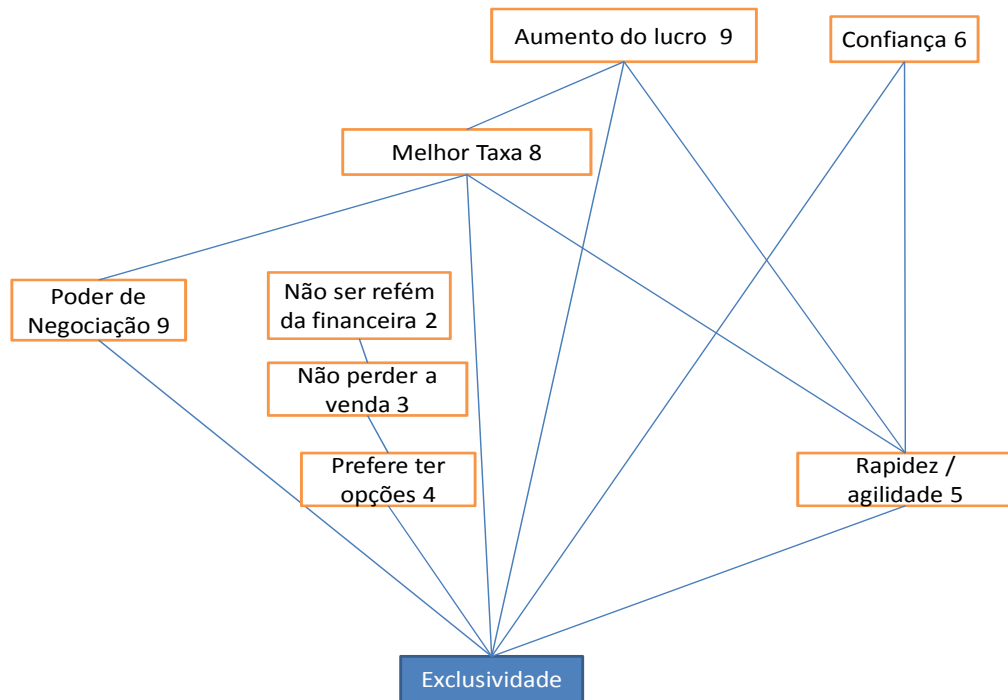 Aumento do lucro 9
Confiança 6
Melhor Taxa 8
Poder de
Negociação 9
Não ser refém
da financeira 2
Não perder a
venda 3
Prefere ter
opções 4
Rapidez /
agilidade 5
Exclusividade